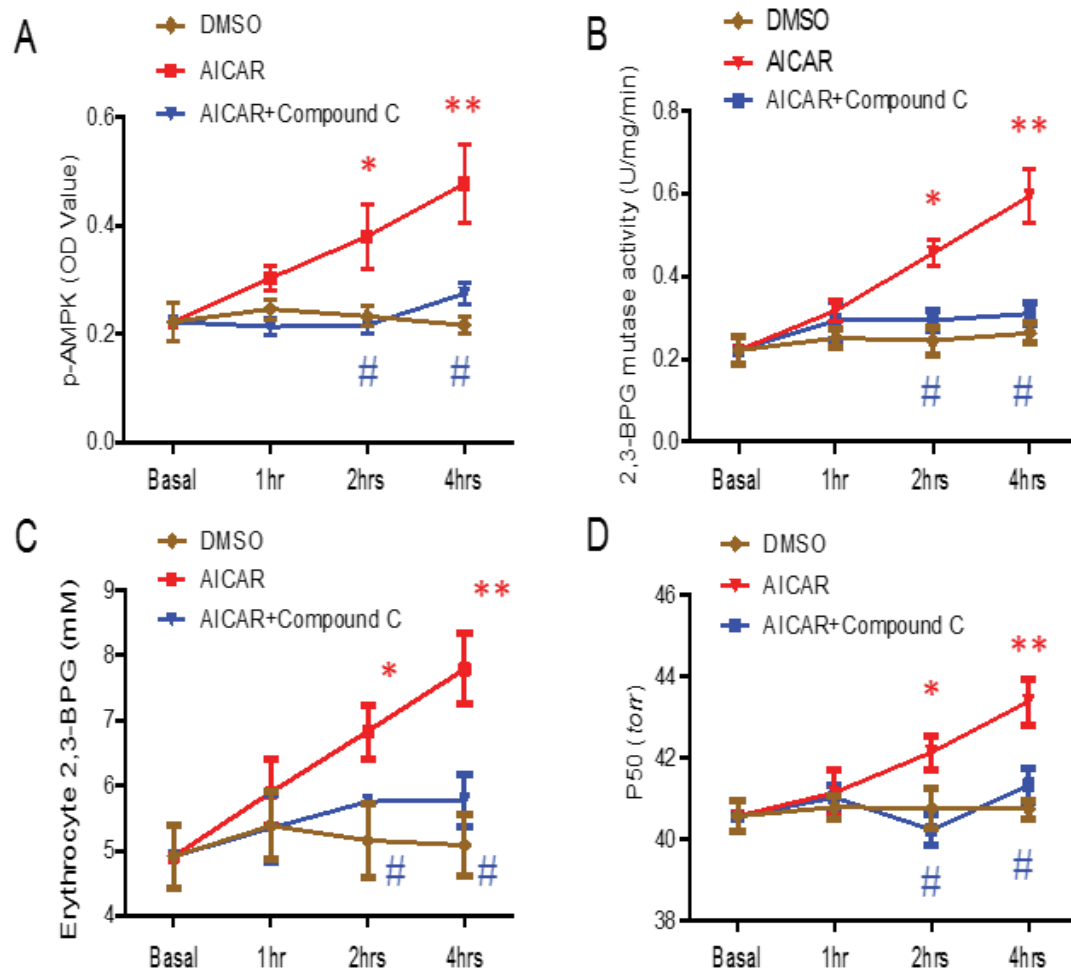 A
DMSO
AICAR
AICAR+Compound C
p-AMPK (OD Value)
0.6
0.4
0.2
0.0
*
**
#
#
Basal
1hr
2hrs
4hrs
B
DMSO
AICAR
AICAR+Compound C
2,3-BPG mutase activity (U/mg/min)
0.8
0.6
0.4
0.2
0.0
*
**
#
#
Basal
1hr
2hrs
4hrs
C
DMSO
AICAR
AICAR+Compound C
Erythrocyte 2,3-BPG (mM)
9
8
7
6
5
4
*
**
#
#
Basal
1hr
2hrs
4hrs
D
DMSO
AICAR
AICAR+Compound C
P50 (torr)
46
44
42
40
38
*
**
#
#
Basal
1hr
2hrs
4hrs